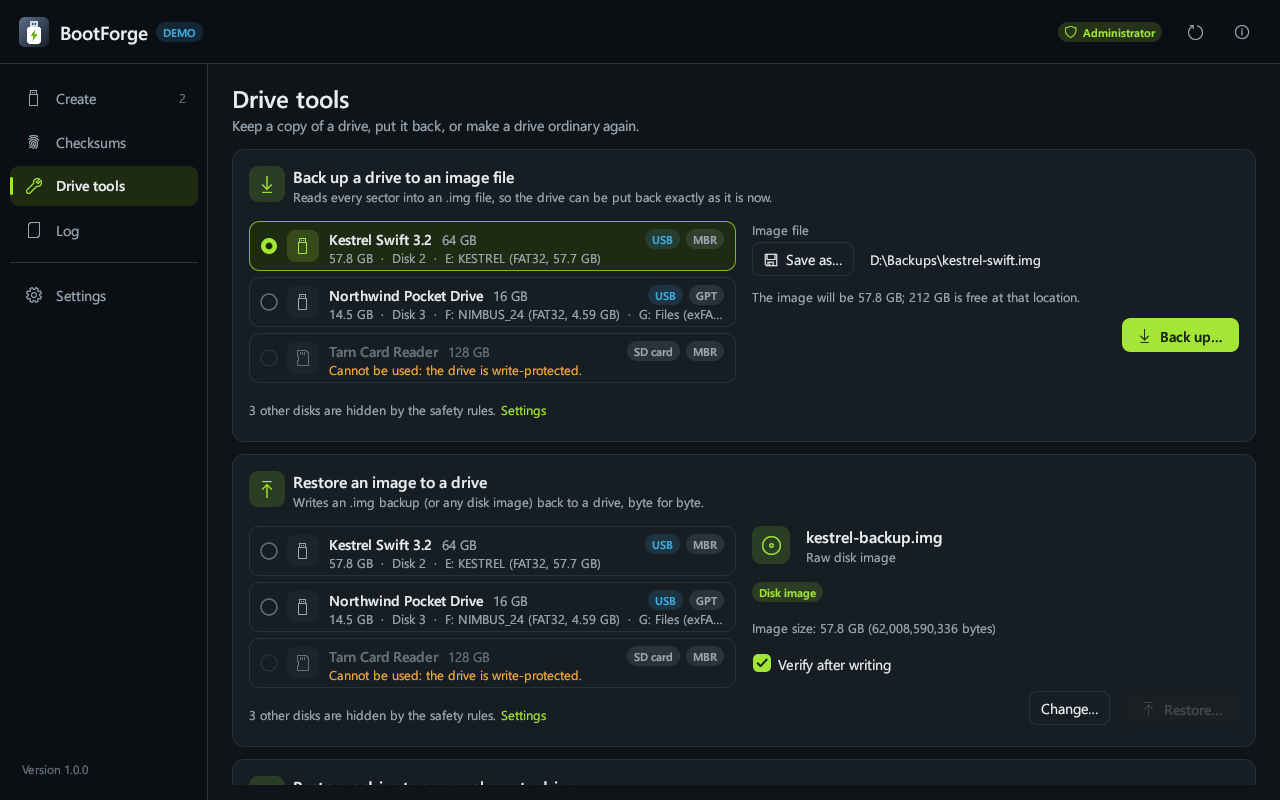 BootForge DEMO
Administrator
Create 2
Checksums
Drive tools
Log
Settings
Version 1.0.0
Drive tools
Keep a copy of a drive, put it back, or make a drive ordinary again.
Back up a drive to an image file
Reads every sector into an .img file, so the drive can be put back exactly as it is now.
Kestrel Swift 3.2 64 GB USB MBR
57.8 GB · Disk 2 · E: KESTREL (FAT32, 57.7 GB)
Northwind Pocket Drive 16 GB USB GPT
14.5 GB · Disk 3 · F: NIMBUS_24 (FAT32, 4.59 GB) · G: Files (exFA...
Tarn Card Reader 128 GB SD card MBR
Cannot be used: the drive is write-protected.
3 other disks are hidden by the safety rules. Settings
Image file
Save as... D:\Backups\kestrel-swift.img
The image will be 57.8 GB; 212 GB is free at that location.
Back up...
Restore an image to a drive
Writes an .img backup (or any disk image) back to a drive, byte for byte.
Kestrel Swift 3.2 64 GB USB MBR
57.8 GB · Disk 2 · E: KESTREL (FAT32, 57.7 GB)
Northwind Pocket Drive 16 GB USB GPT
14.5 GB · Disk 3 · F: NIMBUS_24 (FAT32, 4.59 GB) · G: Files (exFA...
Tarn Card Reader 128 GB SD card MBR
Cannot be used: the drive is write-protected.
3 other disks are hidden by the safety rules. Settings
kestrel-backup.img
Raw disk image
Disk image
Image size: 57.8 GB (62,008,590,336 bytes)
Verify after writing
Change...
Restore...